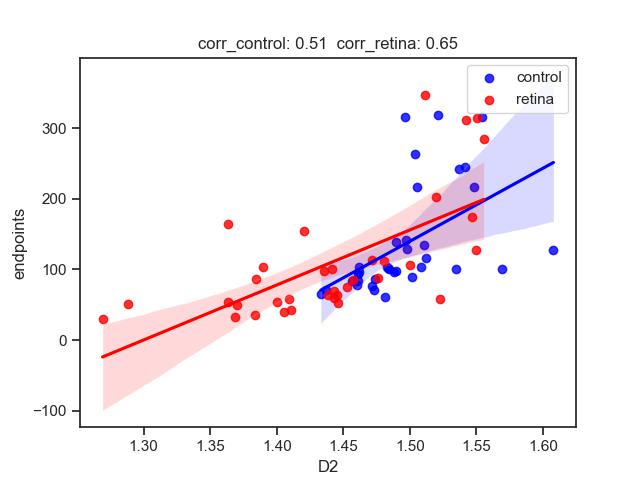 corr_control: 0.51  corr_retina: 0.65
control
retina
endpoints
300
200
100
0
−100
1.30 1.35 1.40 1.45 1.50 1.55 1.60
D2